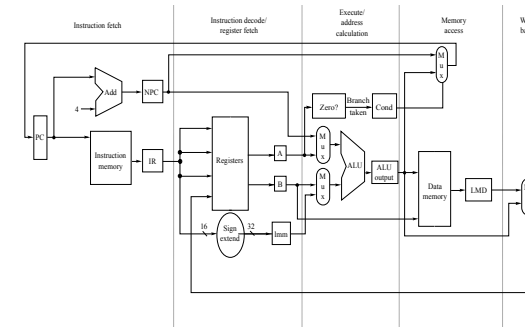 Instruction fetch
Instruction decode/
register fetch
Execute/
address
calculation
Memory
access
Add
4
NPC
PC
Instruction
memory
IR
Registers
16
Sign
extend
32
Imm
A
B
Zero?
Branch
taken
Cond
M
u
x
M
u
x
ALU
ALU
output
M
u
x
Data
memory
LMD